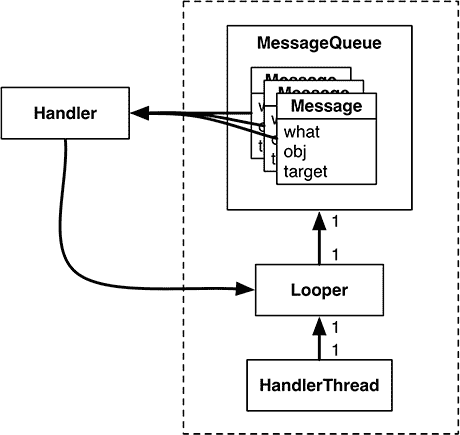 MessageQueue
Message
Message
Message
what
obj
target
Handler
1
1
Looper
1
1
HandlerThread